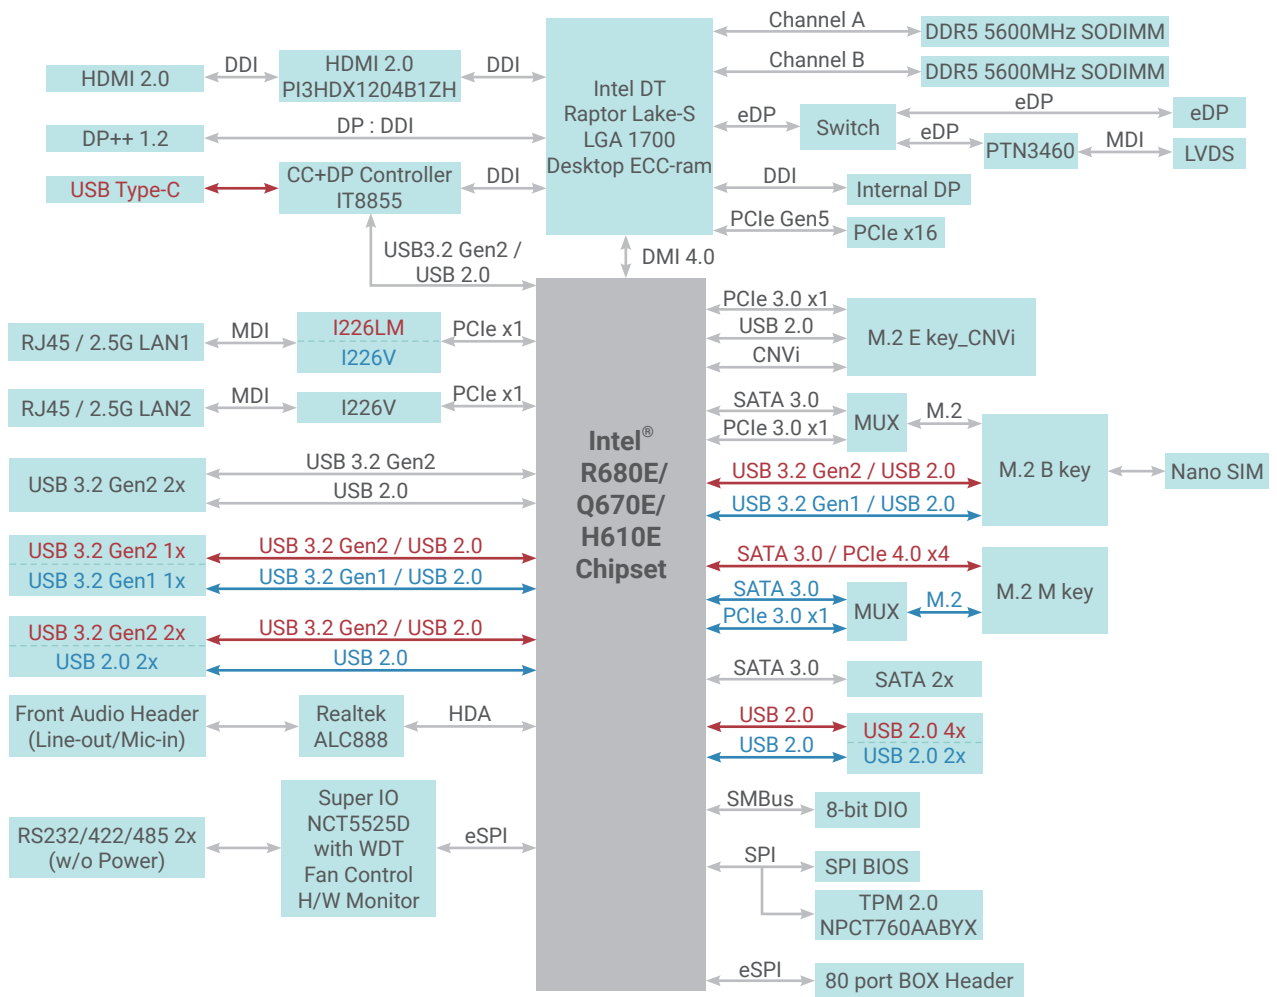 Channel A
DDR5 5600MHz SODIMM
Channel B
DDR5 5600MHz SODIMM
HDMI 2.0
DDI
HDMI 2.0
PI3HDX1204B1ZH
DDI
Intel DT
Raptor Lake-S
LGA 1700
Desktop ECC-ram
eDP
Switch
eDP
eDP
eDP
PTN3460
MDI
LVDS
DP++ 1.2
DP : DDI
USB Type-C
CC+DP Controller
IT8855
DDI
DDI
Internal DP
PCIe Gen5
PCIe x16
USB3.2 Gen2 /
USB 2.0
DMI 4.0
RJ45 / 2.5G LAN1
MDI
I226LM
I226V
PCIe x1
RJ45 / 2.5G LAN2
MDI
I226V
PCIe x1
USB 3.2 Gen2 2x
USB 3.2 Gen2
USB 2.0
USB 3.2 Gen2 1x
USB 3.2 Gen1 1x
USB 3.2 Gen2 / USB 2.0
USB 3.2 Gen1 / USB 2.0
USB 3.2 Gen2 2x
USB 2.0 2x
USB 3.2 Gen2 / USB 2.0
USB 2.0
Front Audio Header
(Line-out/Mic-in)
Realtek
ALC888
HDA
RS232/422/485 2x
(w/o Power)
Super IO
NCT5525D
with WDT
Fan Control
H/W Monitor
eSPI
Intel®
R680E/
Q670E/
H610E
Chipset
PCIe 3.0 x1
USB 2.0
CNVi
M.2 E key_CNVi
SATA 3.0
PCIe 3.0 x1
MUX
M.2
USB 3.2 Gen2 / USB 2.0
USB 3.2 Gen1 / USB 2.0
M.2 B key
Nano SIM
SATA 3.0 / PCIe 4.0 x4
SATA 3.0
PCIe 3.0 x1
MUX
M.2
M.2 M key
SATA 3.0
SATA 2x
USB 2.0
USB 2.0
USB 2.0 4x
USB 2.0 2x
SMBus
8-bit DIO
SPI
SPI BIOS
TPM 2.0
NPCT760AABYX
eSPI
80 port BOX Header